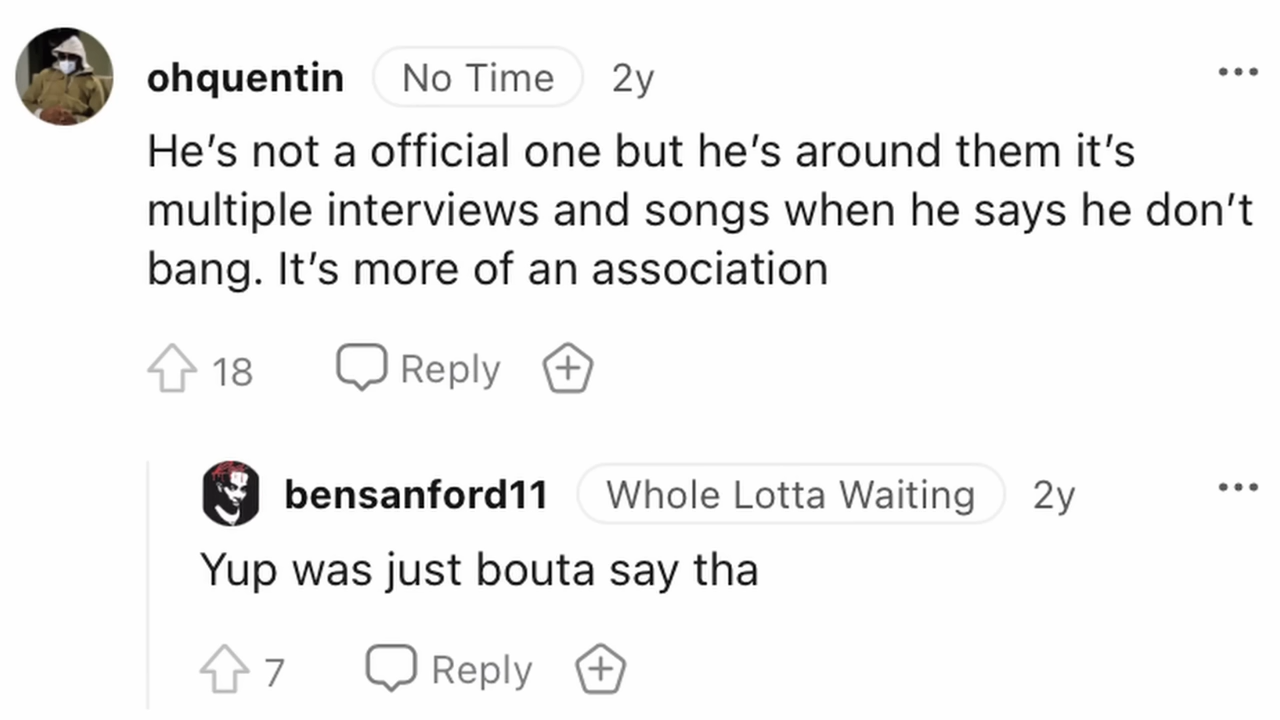 ohquentin No Time 2y
He’s not a official one but he’s around them it’s
multiple interviews and songs when he says he don’t
bang. It’s more of an association
18 Reply
bensanford11 Whole Lotta Waiting 2y
Yup was just bouta say tha
7 Reply